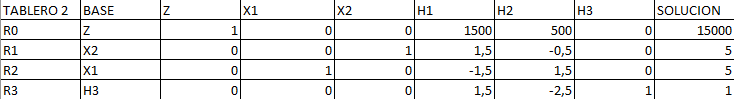 TABLERO 2 BASE Z X1 X2 H1 H2 H3 SOLUCION
R0 Z 1 0 0 1500 500 0 15000
R1 X2 0 0 1 1,5 -0,5 0 5
R2 X1 0 1 0 -1,5 1,5 0 5
R3 H3 0 0 0 1,5 -2,5 1 1